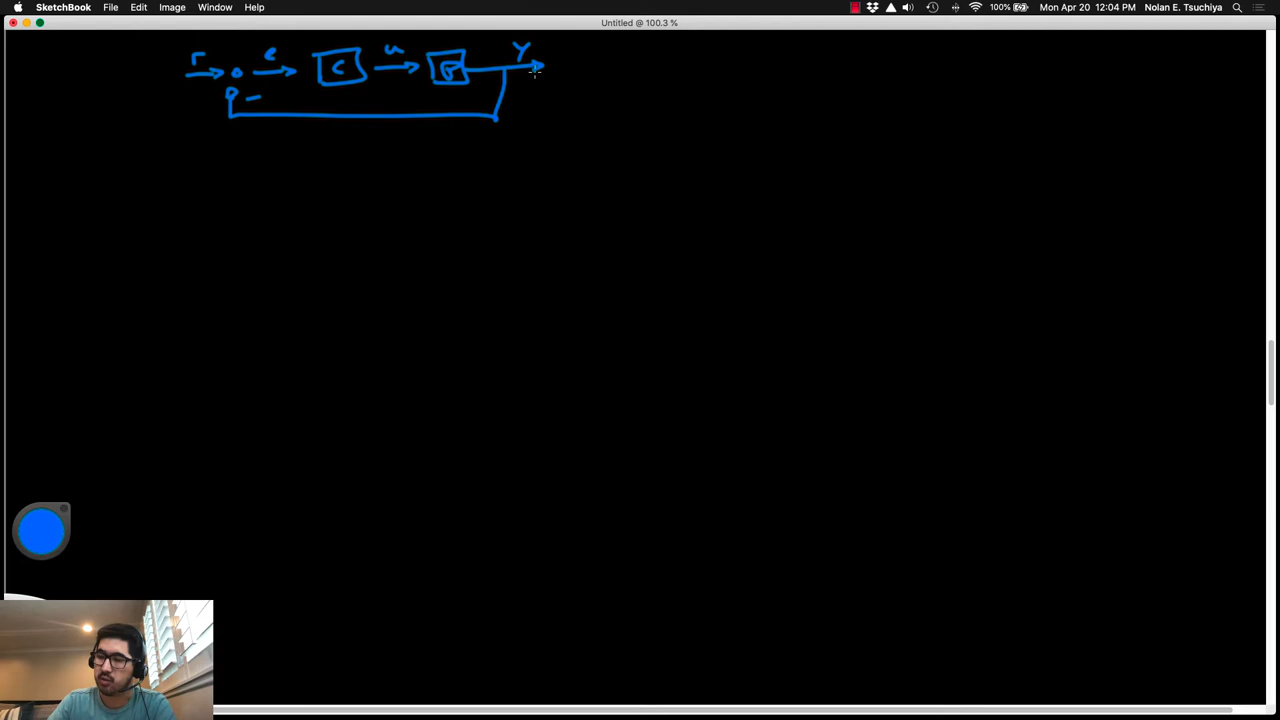 SketchBook File Edit Image Window Help 100% Mon Apr 20 12:04 PM Nolan E. Tsuchiya
Untitled @ 100.3 %
r e C u G Y
-